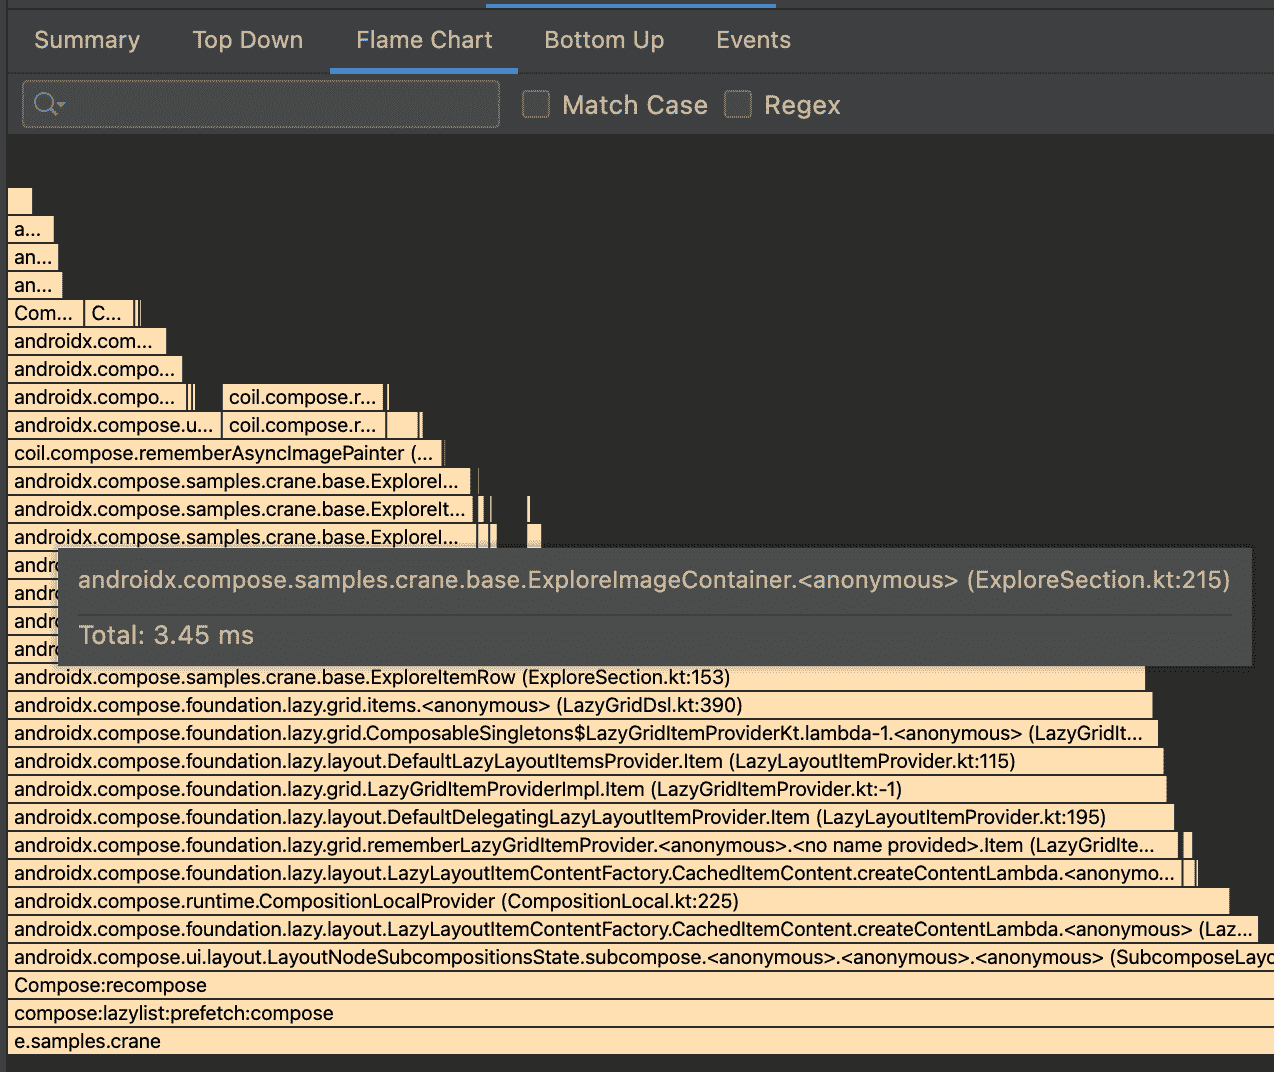 Summary Top Down Flame Chart Bottom Up Events
Match Case Regex
a...
an...
an...
Com... C...
androidx.com...
androidx.compo...
androidx.compo... coil.compose.r...
androidx.compose.u... coil.compose.r...
coil.compose.rememberAsyncImagePainter (...
androidx.compose.samples.crane.base.ExploreI...
androidx.compose.samples.crane.base.ExploreIt...
androidx.compose.samples.crane.base.ExploreI...
andro
androidx.compose.samples.crane.base.ExploreImageContainer.<anonymous> (ExploreSection.kt:215)
andro
andro
Total: 3.45 ms
andro
androidx.compose.samples.crane.base.ExploreItemRow (ExploreSection.kt:153)
androidx.compose.foundation.lazy.grid.items.<anonymous> (LazyGridDsl.kt:390)
androidx.compose.foundation.lazy.grid.ComposableSingletons$LazyGridItemProviderKt.lambda-1.<anonymous> (LazyGridIt...
androidx.compose.foundation.lazy.layout.DefaultLazyLayoutItemsProvider.Item (LazyLayoutItemProvider.kt:115)
androidx.compose.foundation.lazy.grid.LazyGridItemProviderImpl.Item (LazyGridItemProvider.kt:-1)
androidx.compose.foundation.lazy.layout.DefaultDelegatingLazyLayoutItemProvider.Item (LazyLayoutItemProvider.kt:195)
androidx.compose.foundation.lazy.grid.rememberLazyGridItemProvider.<anonymous>.<no name provided>.Item (LazyGridIte...
androidx.compose.foundation.lazy.layout.LazyLayoutItemContentFactory.CachedItemContent.createContentLambda.<anonymo...
androidx.compose.runtime.CompositionLocalProvider (CompositionLocal.kt:225)
androidx.compose.foundation.lazy.layout.LazyLayoutItemContentFactory.CachedItemContent.createContentLambda.<anonymous> (Laz...
androidx.compose.ui.layout.LayoutNodeSubcompositionsState.subcompose.<anonymous>.<anonymous>.<anonymous> (SubcomposeLayo
Compose:recompose
compose:lazylist:prefetch:compose
e.samples.crane